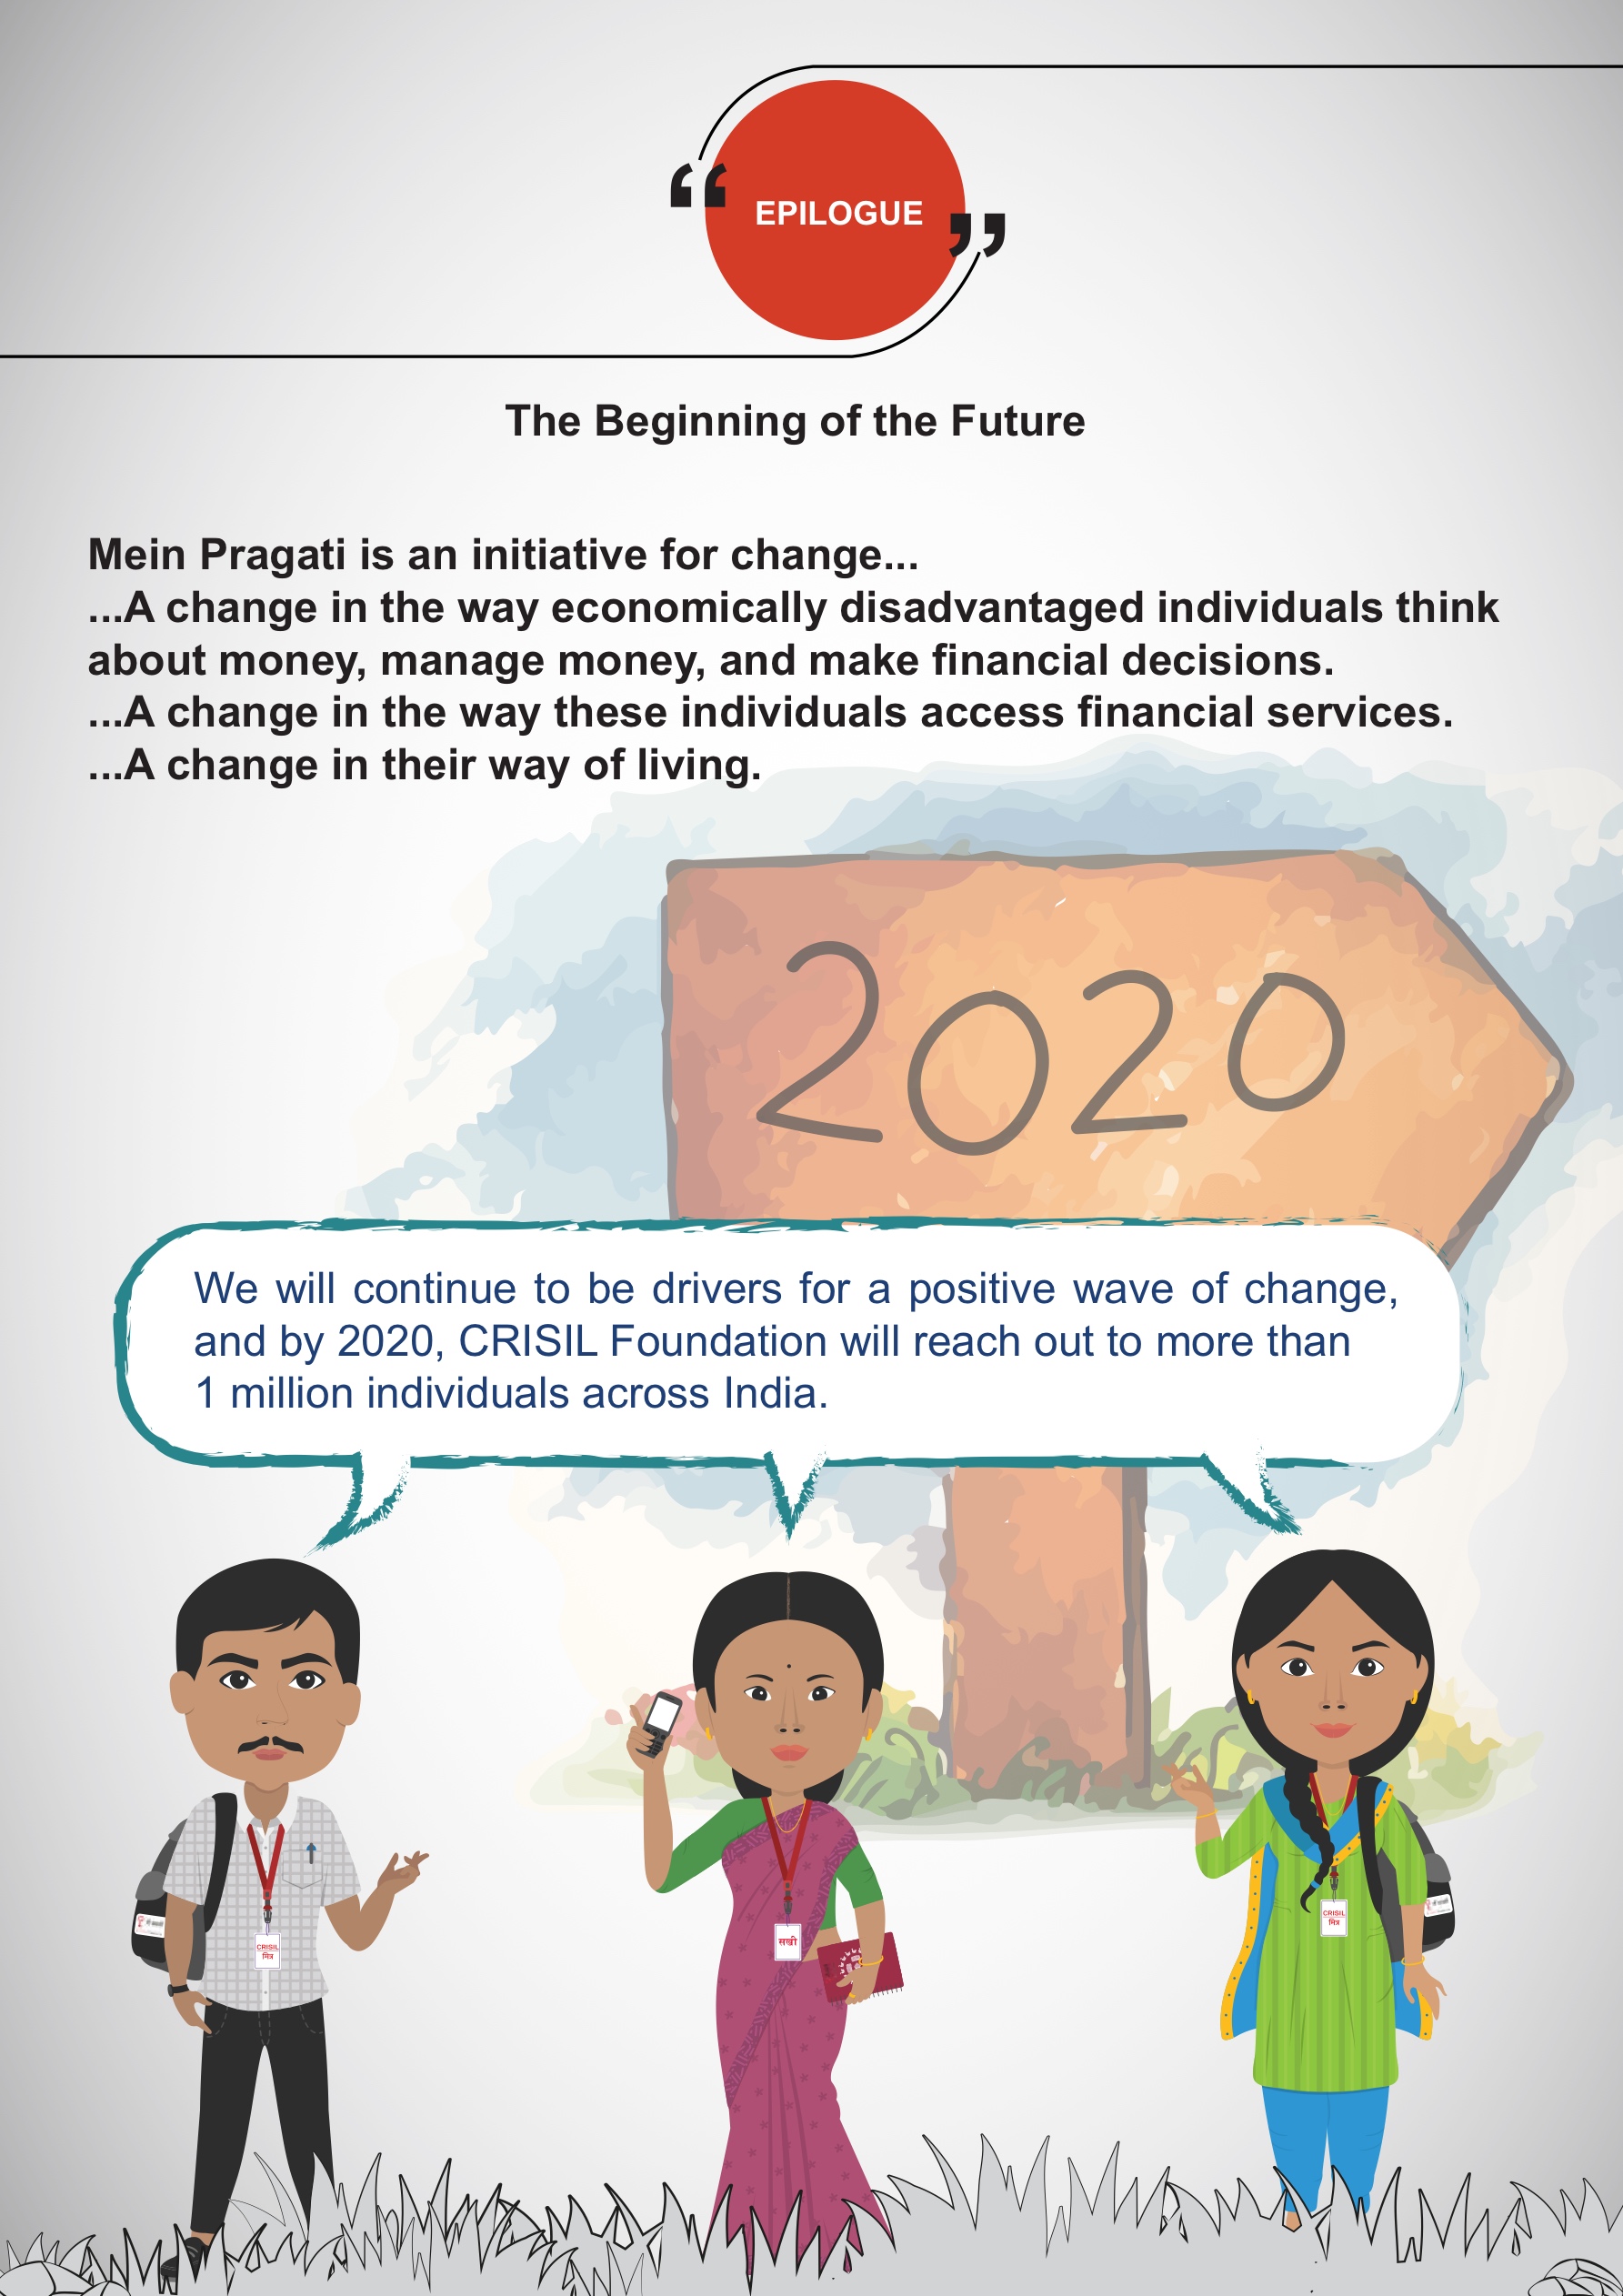 “ EPILOGUE ”
The Beginning of the Future
Mein Pragati is an initiative for change...
...A change in the way economically disadvantaged individuals think
about money, manage money, and make financial decisions.
...A change in the way these individuals access financial services.
...A change in their way of living.
2020
We will continue to be drivers for a positive wave of change,
and by 2020, CRISIL Foundation will reach out to more than
1 million individuals across India.
CRISIL
मित्र
सखी
CRISIL
मित्र